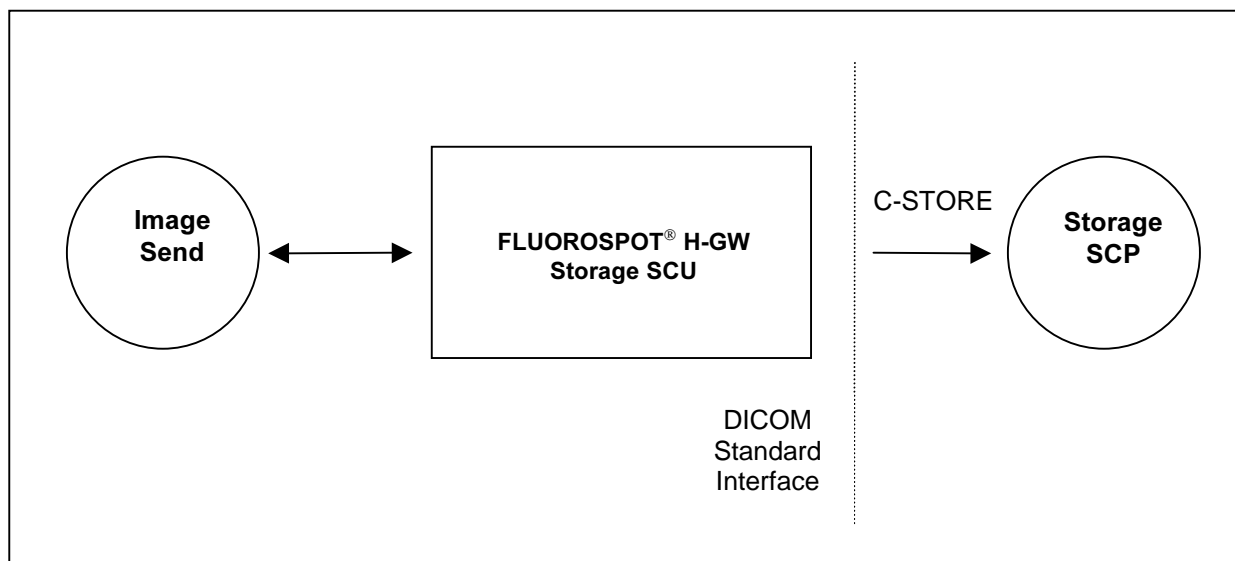 Image
Send
FLUOROSPOT® H-GW
Storage SCU
C-STORE
Storage
SCP
DICOM
Standard
Interface